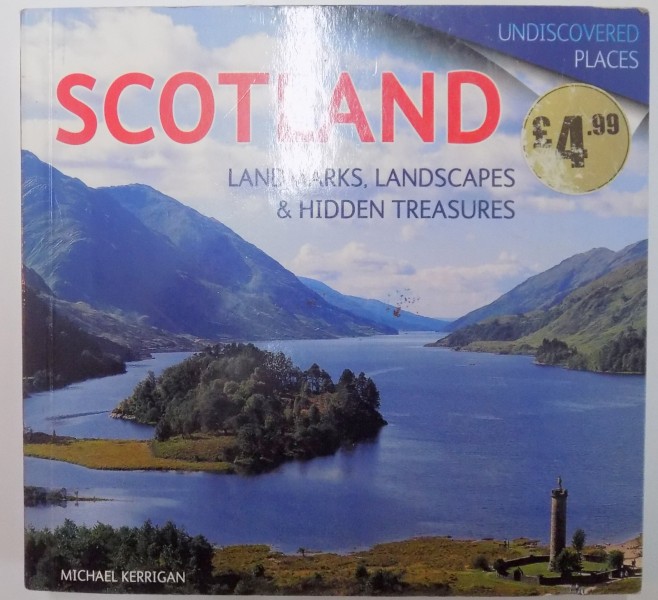 UNDISCOVERED
PLACES
SCOTLAND
£4.99
LANDMARKS, LANDSCAPES
& HIDDEN TREASURES
MICHAEL KERRIGAN